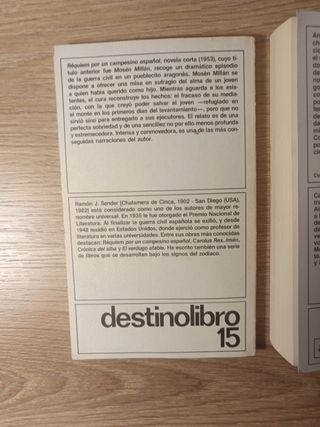 Réquiem por un campesino español, novela corta (1953), cuyo tí-
tulo anterior fue Mosén Millán, recoge un dramático episodio
de la guerra civil en un pueblecito aragonés. Mosén Millán se
dispone a ofrecer una misa en sufragio del alma de un joven
a quien había querido como hijo. Mientras aguarda a los asis-
tentes, el cura reconstruye los hechos: el fracaso de su media-
ción, con la que creyó poder salvar al joven —refugiado en
el monte en los primeros días del levantamiento—, pero que no
sirvió sino para entregarlo a sus ejecutores. El relato es de una
perfecta sobriedad y de una sencillez no por ello menos profunda
y estremecedora. Intensa y conmovedora, es una de las más con-
seguidas narraciones del autor.
Ramón J. Sender [Chalamera de Cinca, 1902 - San Diego (USA),
1982] está considerado como uno de los autores de mayor re-
nombre universal. En 1935 le fue otorgado el Premio Nacional de
Literatura. Al finalizar la guerra civil española se exilió, y desde
1948 residió en Estados Unidos, donde ejerció como profesor de
literatura en varias universidades. Entre sus obras más conocidas
destacan: Réquiem por un campesino español, Carolus Rex, Imán,
Crónica del alba y El verdugo afable. Ha escrito también una serie
de libros que se desarrollan bajo los signos del zodíaco.
destinolibro
15